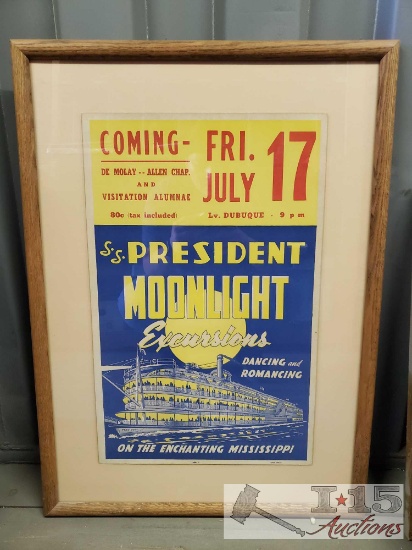 COMING- FRI. JULY 17
DE MOLAY -- ALLEN CHAP.
AND
VISITATION ALUMNAE
80c (tax included) Lv. DUBUQUE - 9 pm
S.S. PRESIDENT
MOONLIGHT
Excursions
DANCING and
ROMANCING
ON THE ENCHANTING MISSISSIPPI
I-15
Auctions